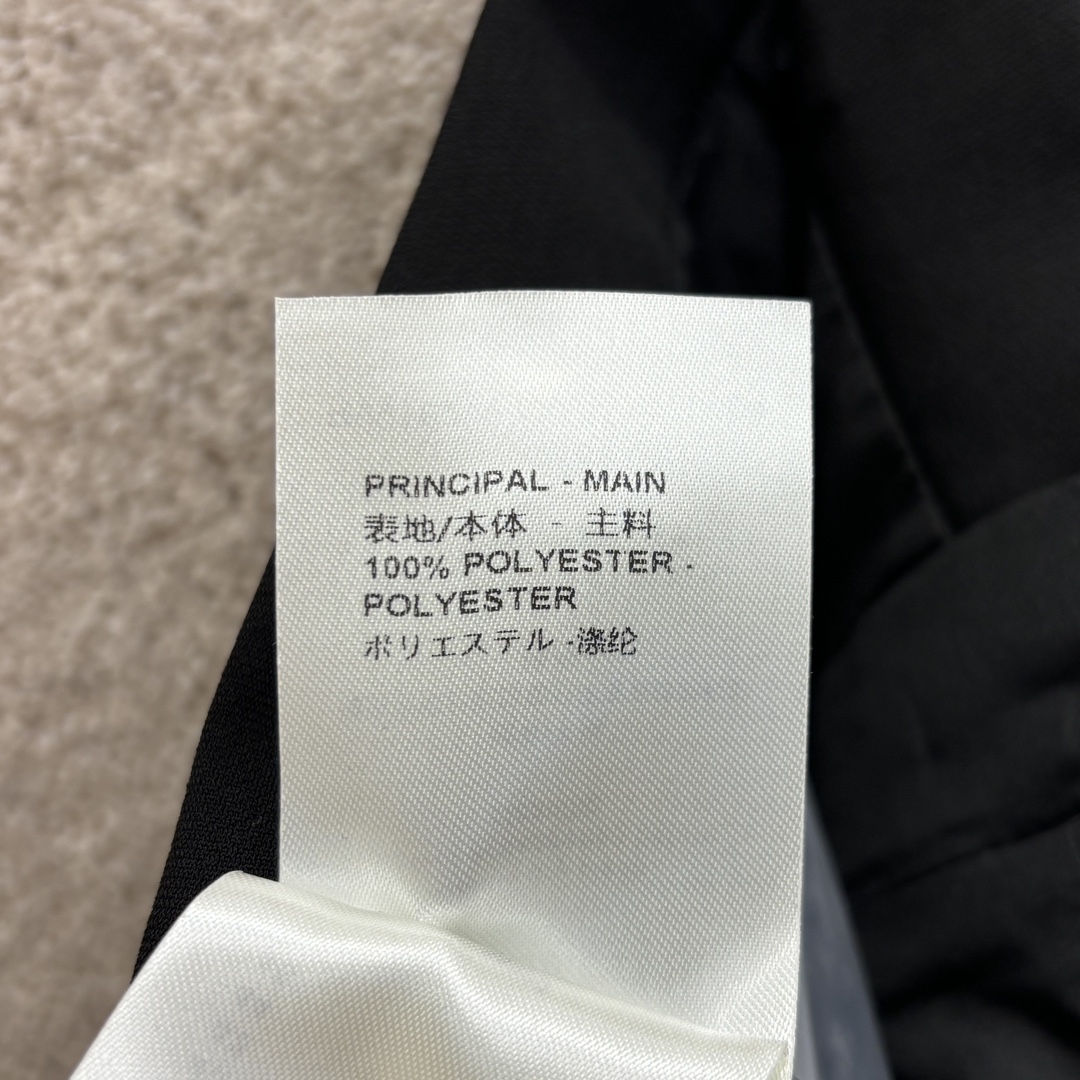 PRINCIPAL - MAIN
表地/本体 - 主料
100% POLYESTER -
POLYESTER
ポリエステル -涤纶